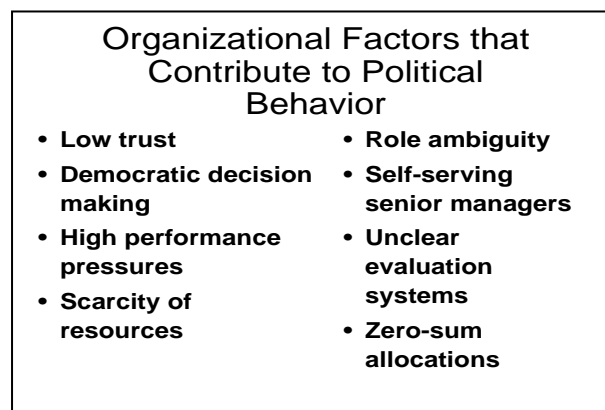 Organizational Factors that
Contribute to Political
Behavior
• Low trust
• Democratic decision
making
• High performance
pressures
• Scarcity of
resources
• Role ambiguity
• Self-serving
senior managers
• Unclear
evaluation
systems
• Zero-sum
allocations